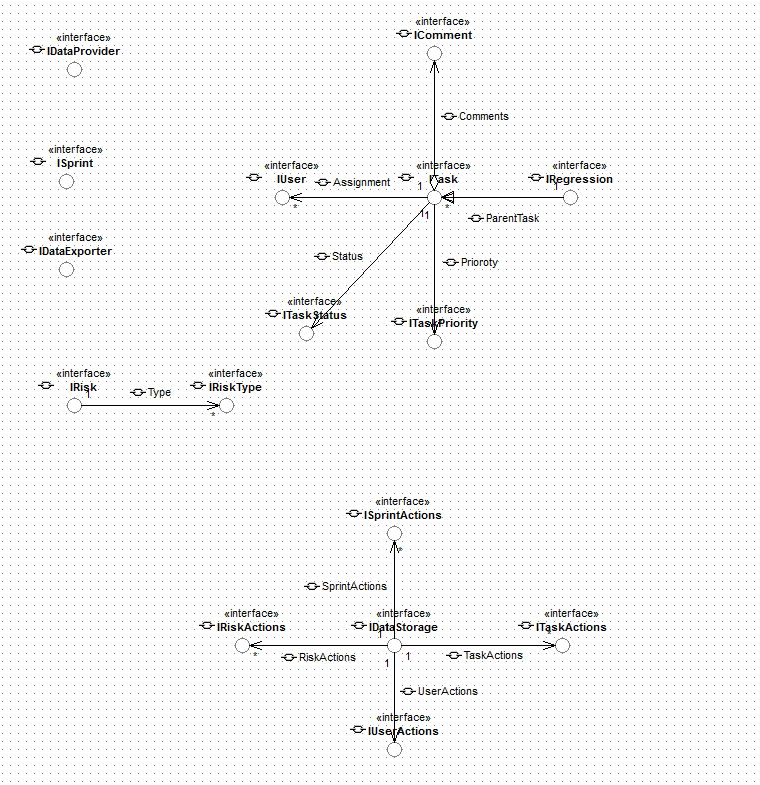 «interface»
IComment
«interface»
IDataProvider
Comments
«interface»
ISprint
«interface»
IUser
Assignment
*
«interface»
ITask
1
*
«interface»
IRegression
1
ParentTask
11
«interface»
IDataExporter
Status
Prioroty
«interface»
ITaskStatus
«interface»
ITaskPriority
«interface»
IRisk
1
Type
«interface»
IRiskType
*
«interface»
ISprintActions
*
SprintActions
«interface»
IRiskActions
*
RiskActions
«interface»
IDataStorage
1
1
1
TaskActions
«interface»
ITaskActions
*
UserActions
«interface»
IUserActions